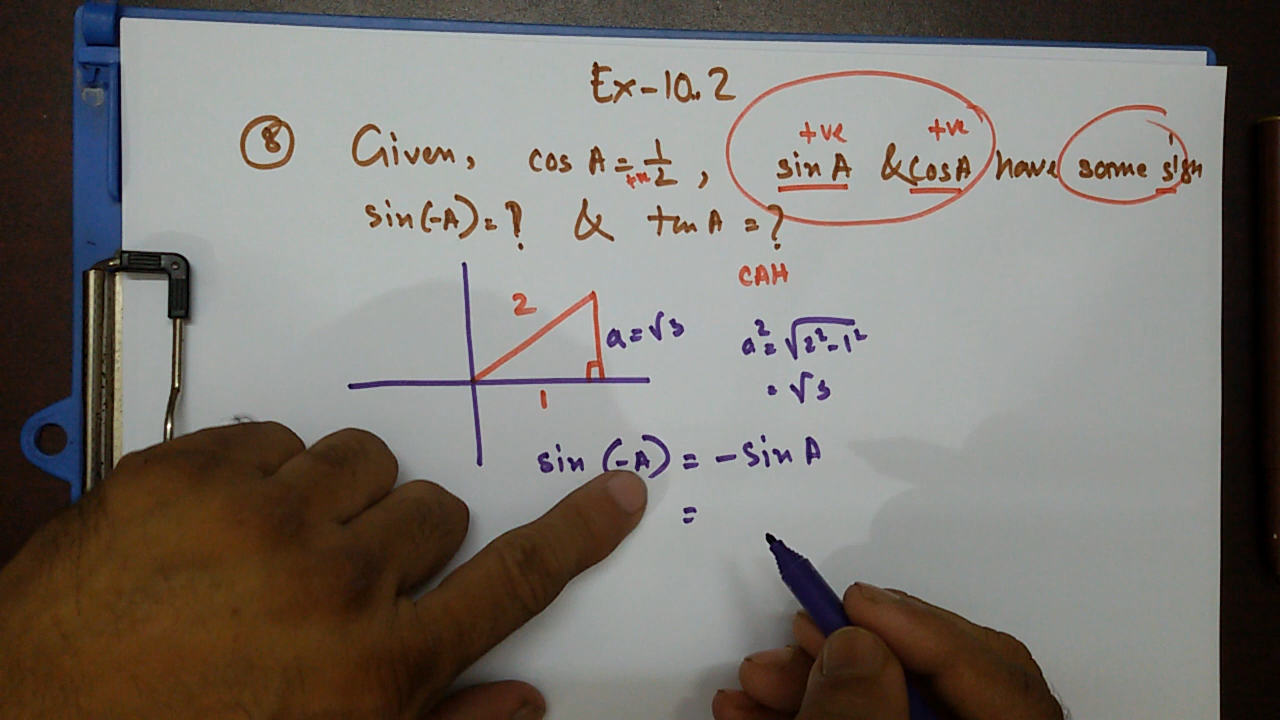 Ex-10.2
+ve +ve
8 Given, cos A = 1/2, sin A & cos A have same sign
+ve
sin(-A) = ? & tan A = ?
CAH
2 a = √3 a² = √2² - 1²
1 = √3
sin (-A) = - sin A
=